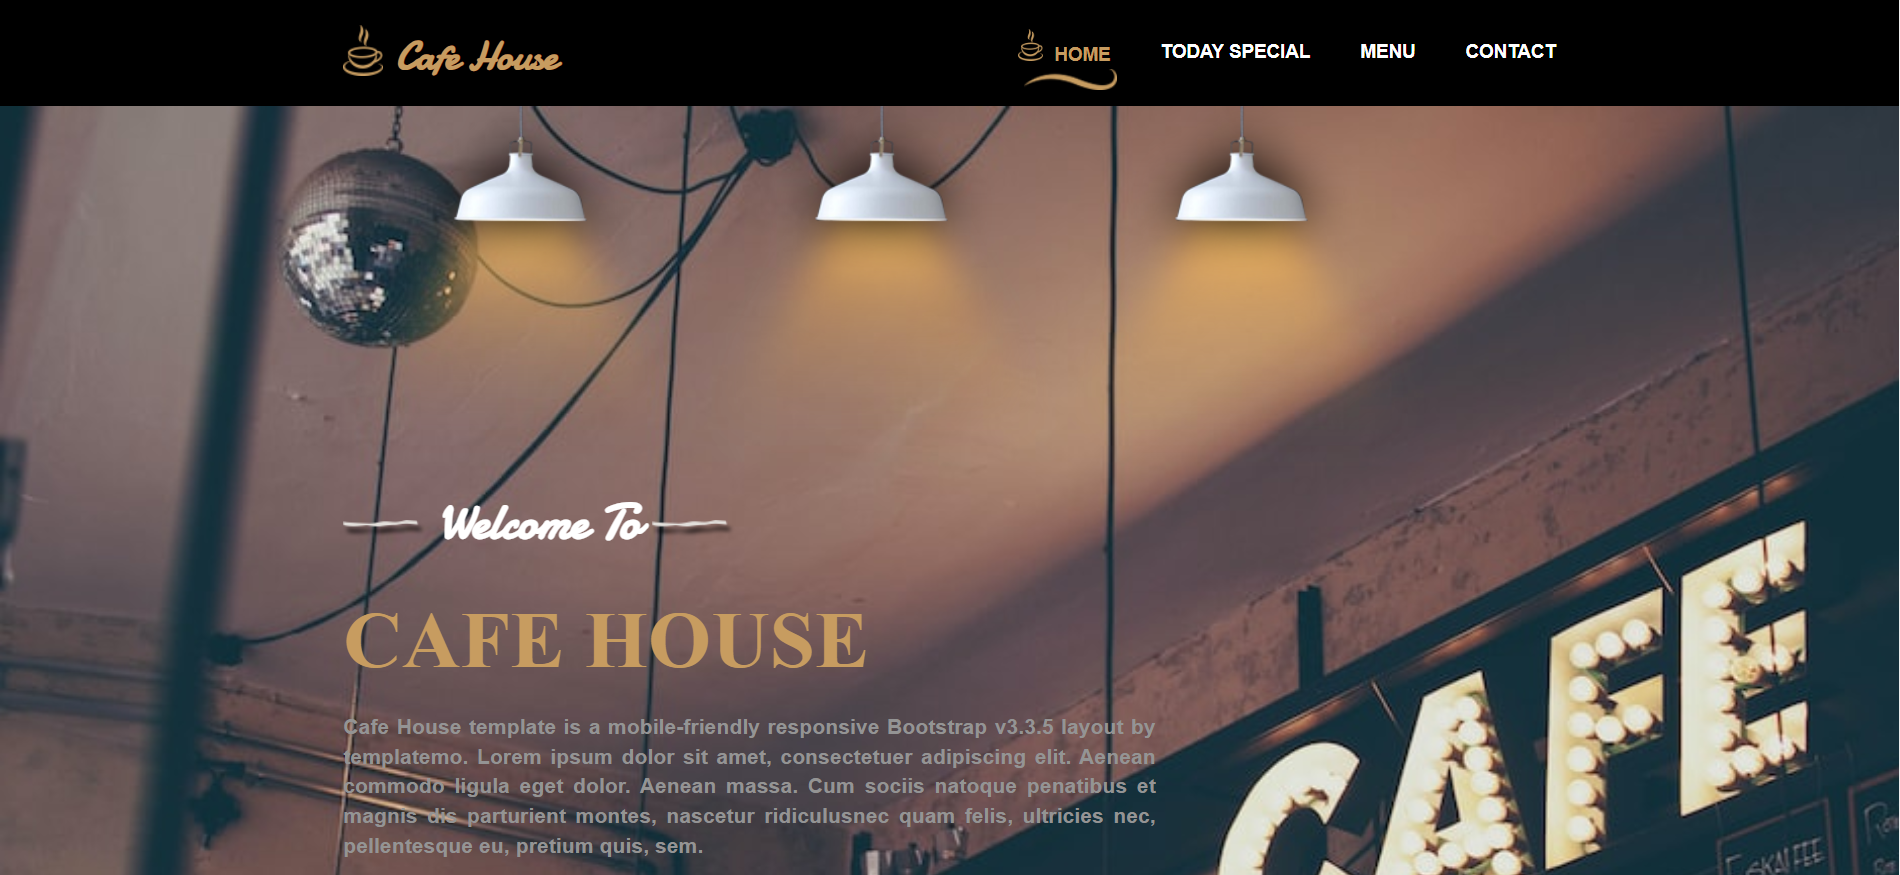 Cafe House
HOME
TODAY SPECIAL
MENU
CONTACT
Welcome To
CAFE HOUSE
Cafe House template is a mobile-friendly responsive Bootstrap v3.3.5 layout by
templatemo. Lorem ipsum dolor sit amet, consectetuer adipiscing elit. Aenean
commodo ligula eget dolor. Aenean massa. Cum sociis natoque penatibus et
magnis dis parturient montes, nascetur ridiculusnec quam felis, ultricies nec,
pellentesque eu, pretium quis, sem.
CAFE